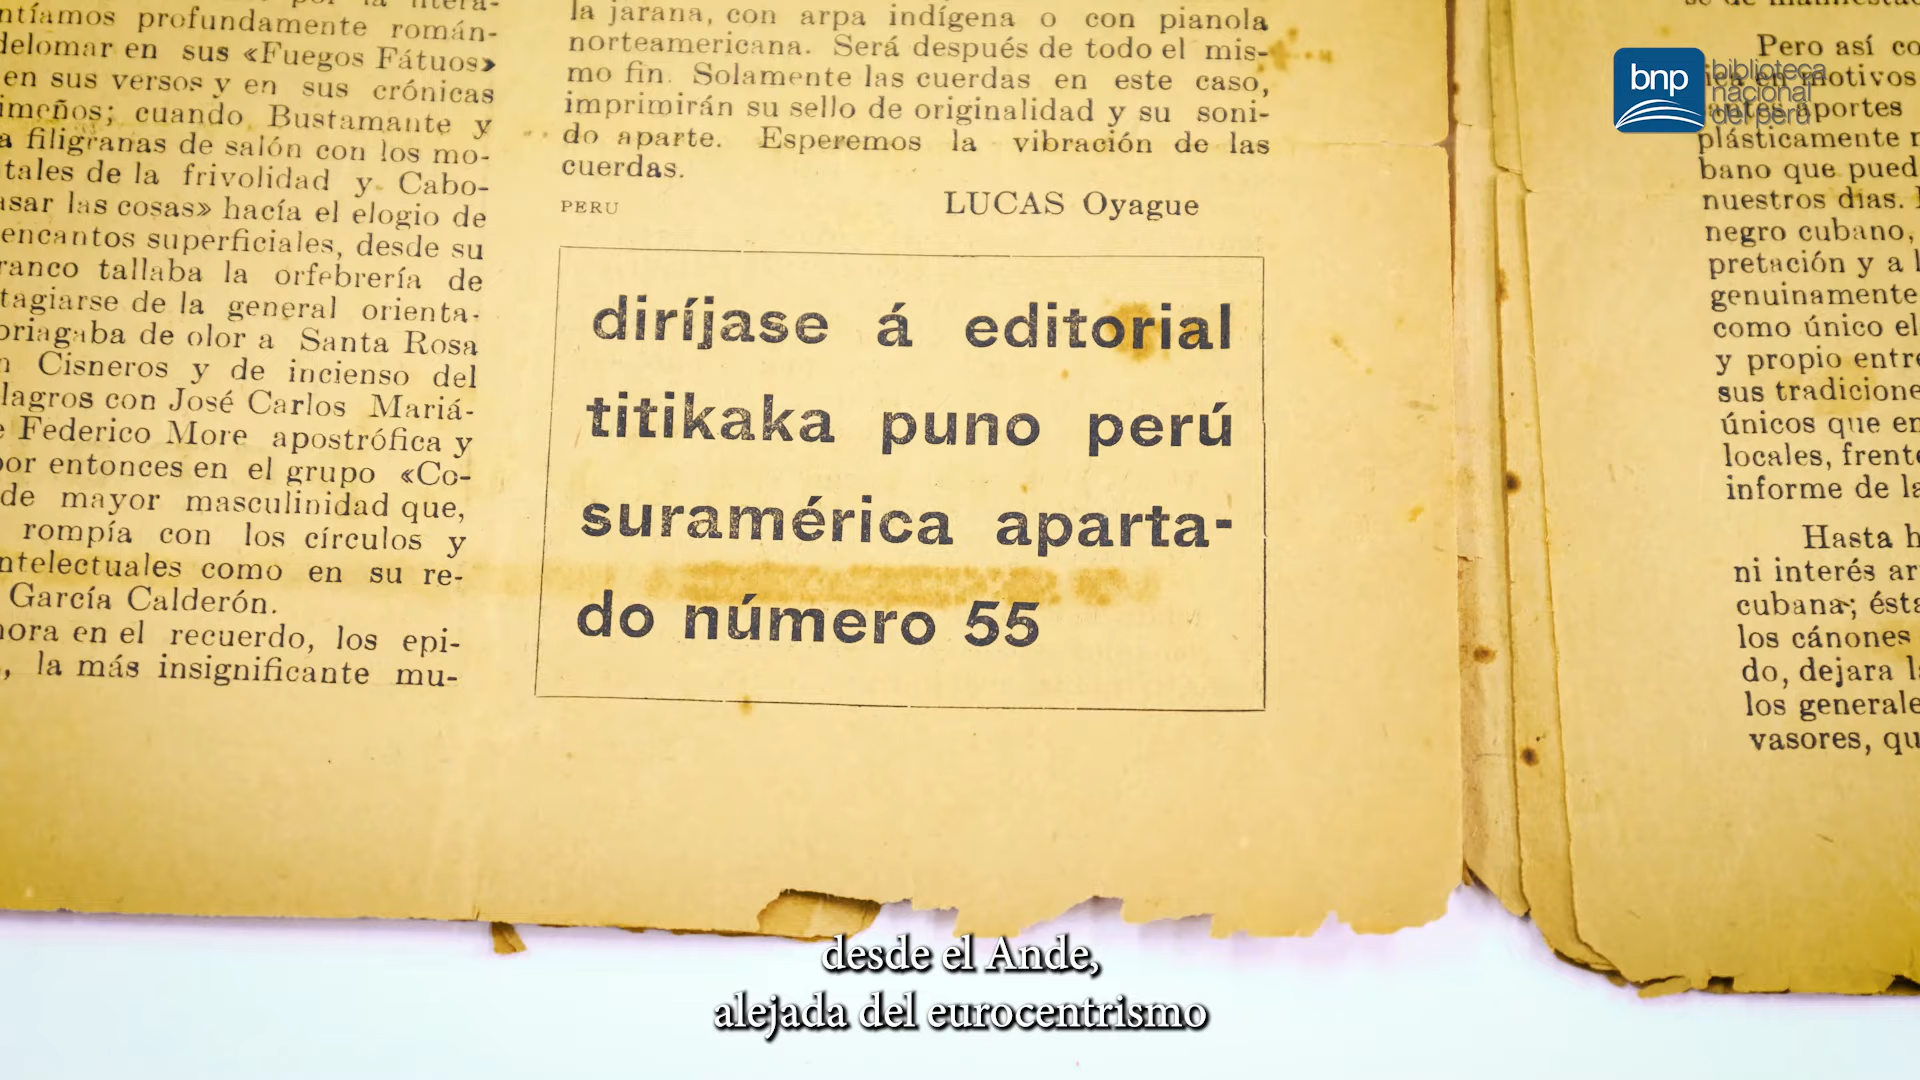 ntíamos profundamente román-
delomar en sus «Fuegos Fátuos»
en sus versos y en sus crónicas
imeños; cuando Bustamante y
a filigranas de salón con los mo-
tales de la frivolidad y Cabo-
asar las cosas» hacía el elogio de
encantos superficiales, desde su
ranco tallaba la orfebrería de
tagiarse de la general orienta-
oriagaba de olor a Santa Rosa
n Cisneros y de incienso del
lagros con José Carlos Mariá-
e Federico More apostrófica y
por entonces en el grupo «Co-
de mayor masculinidad que,
rompía con los círculos y
ntelectuales como en su re-
García Calderón.
hora en el recuerdo, los epi-
, la más insignificante mu-
la jarana, con arpa indígena o con pianola
norteamericana. Será después de todo el mis-
mo fin. Solamente las cuerdas en este caso,
imprimirán su sello de originalidad y su soni-
do aparte. Esperemos la vibración de las
cuerdas.
PERU LUCAS Oyague
diríjase á editorial
titikaka puno perú
suramérica aparta-
do número 55
Pero así co
ica en motivos
antes aportes
plásticamente
bano que pued
nuestros dias.
negro cubano,
pretación y a l
genuinamente
como único el
y propio entre
sus tradicione
únicos que en
locales, frente
informe de la
Hasta h
ni interés ar
cubana; ésta
los cánones
do, dejara la
los generale
vasores, qu
bnp biblioteca
nacional
del perú
desde el Ande,
alejada del eurocentrismo